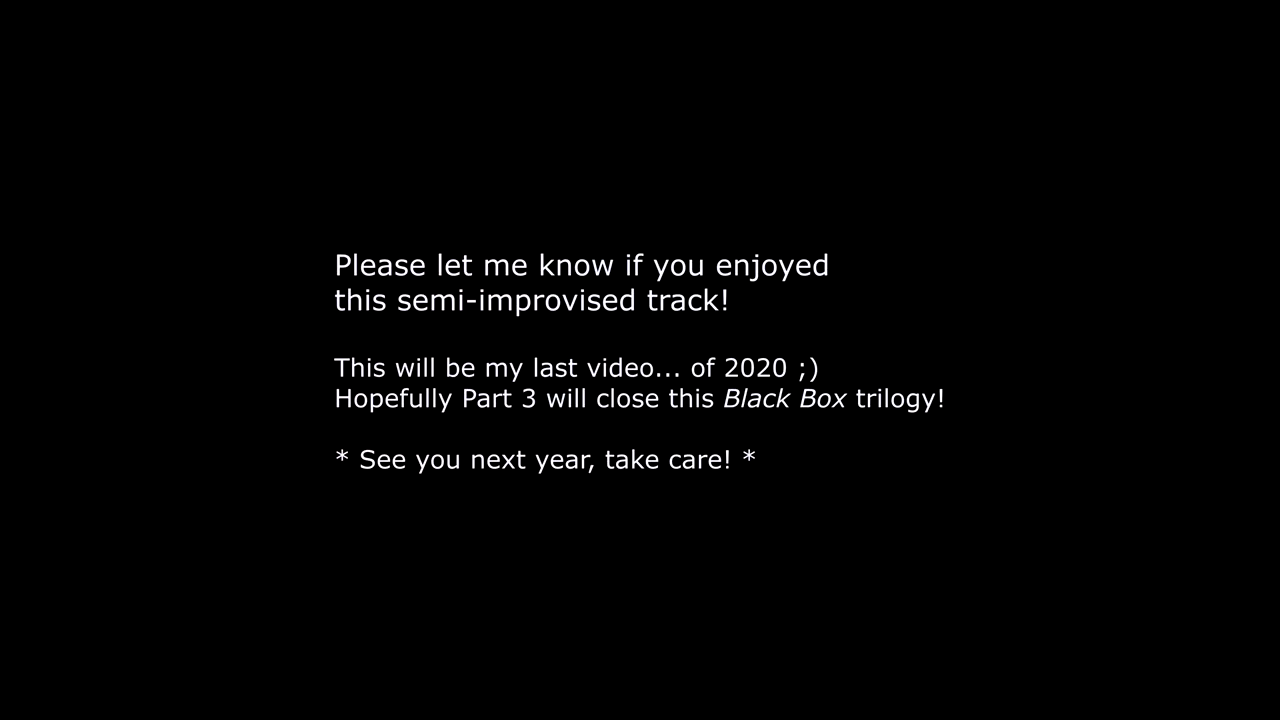 Please let me know if you enjoyed
this semi-improvised track!
This will be my last video... of 2020 ;)
Hopefully Part 3 will close this Black Box trilogy!
* See you next year, take care! *